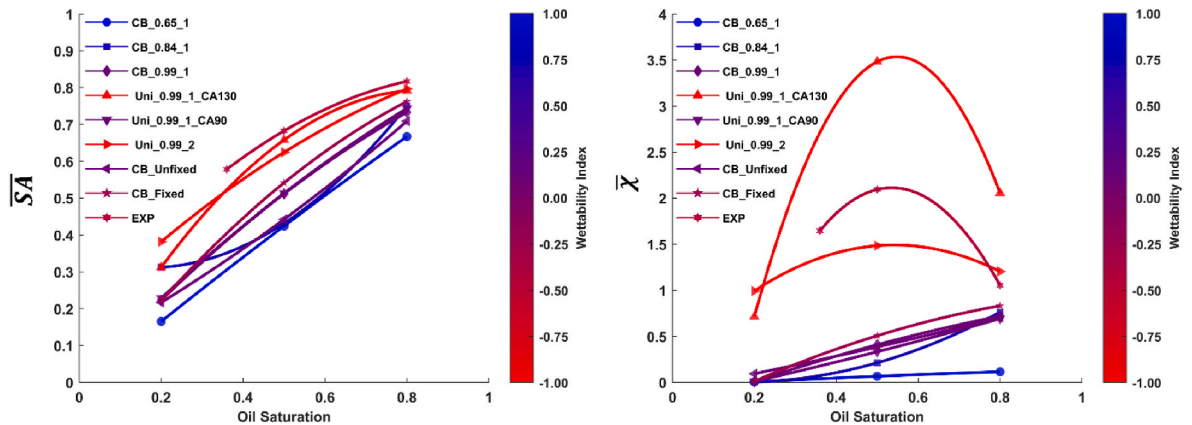 1
0.9
0.8
0.7
0.6
0.5
0.4
0.3
0.2
0.1
0
0 0.2 0.4 0.6 0.8 1
Oil Saturation
S̅A̅
CB_0.65_1
CB_0.84_1
CB_0.99_1
Uni_0.99_1_CA130
Uni_0.99_1_CA90
Uni_0.99_2
CB_Unfixed
CB_Fixed
EXP
1.00
0.75
0.50
0.25
0.00
-0.25
-0.50
-0.75
-1.00
Wettability Index
4
3.5
3
2.5
2
1.5
1
0.5
0
0 0.2 0.4 0.6 0.8 1
Oil Saturation
χ̅
CB_0.65_1
CB_0.84_1
CB_0.99_1
Uni_0.99_1_CA130
Uni_0.99_1_CA90
Uni_0.99_2
CB_Unfixed
CB_Fixed
EXP
1.00
0.75
0.50
0.25
0.00
-0.25
-0.50
-0.75
-1.00
Wettability Index